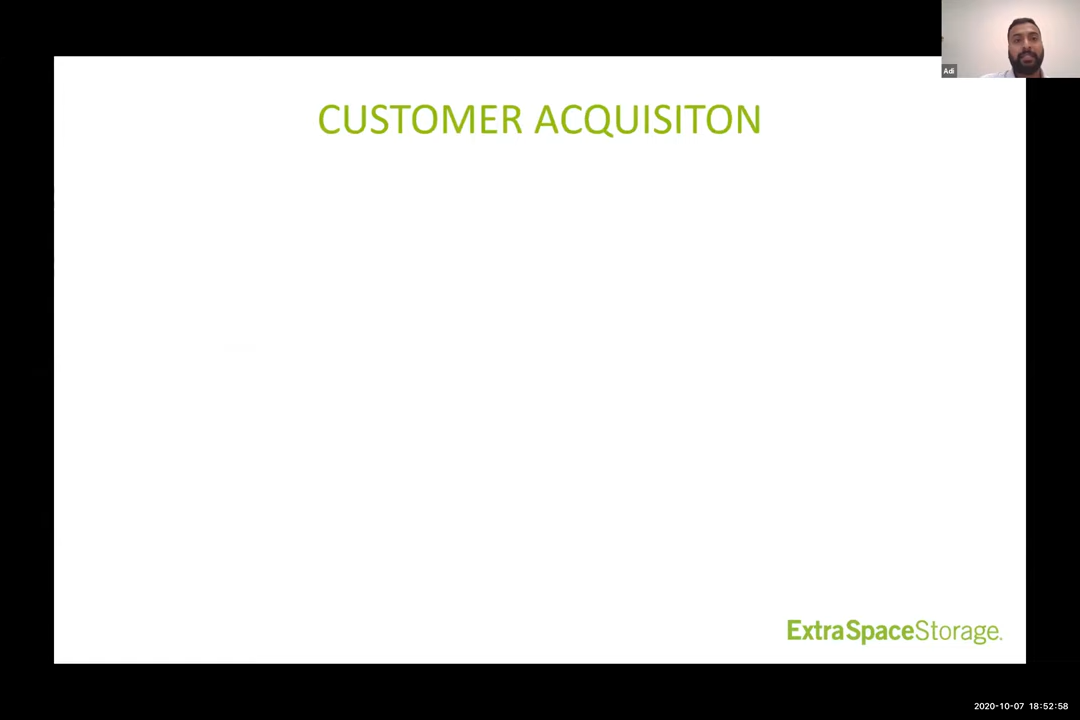 Adi
CUSTOMER ACQUISITON
ExtraSpaceStorage.
2020-10-07 18:52:58